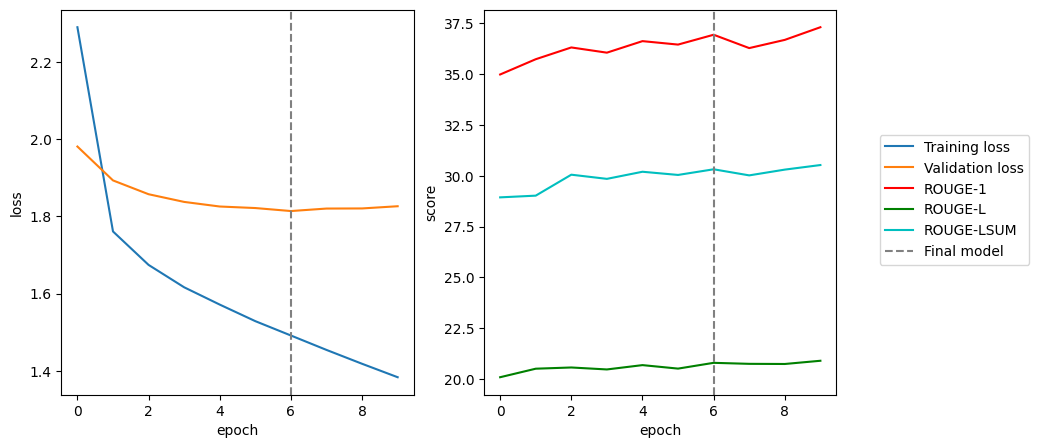 2.2
2.0
1.8
1.6
1.4
loss
0
2
4
6
8
epoch
37.5
35.0
32.5
30.0
27.5
25.0
22.5
20.0
score
0
2
4
6
8
epoch
Training loss
Validation loss
ROUGE-1
ROUGE-L
ROUGE-LSUM
Final model